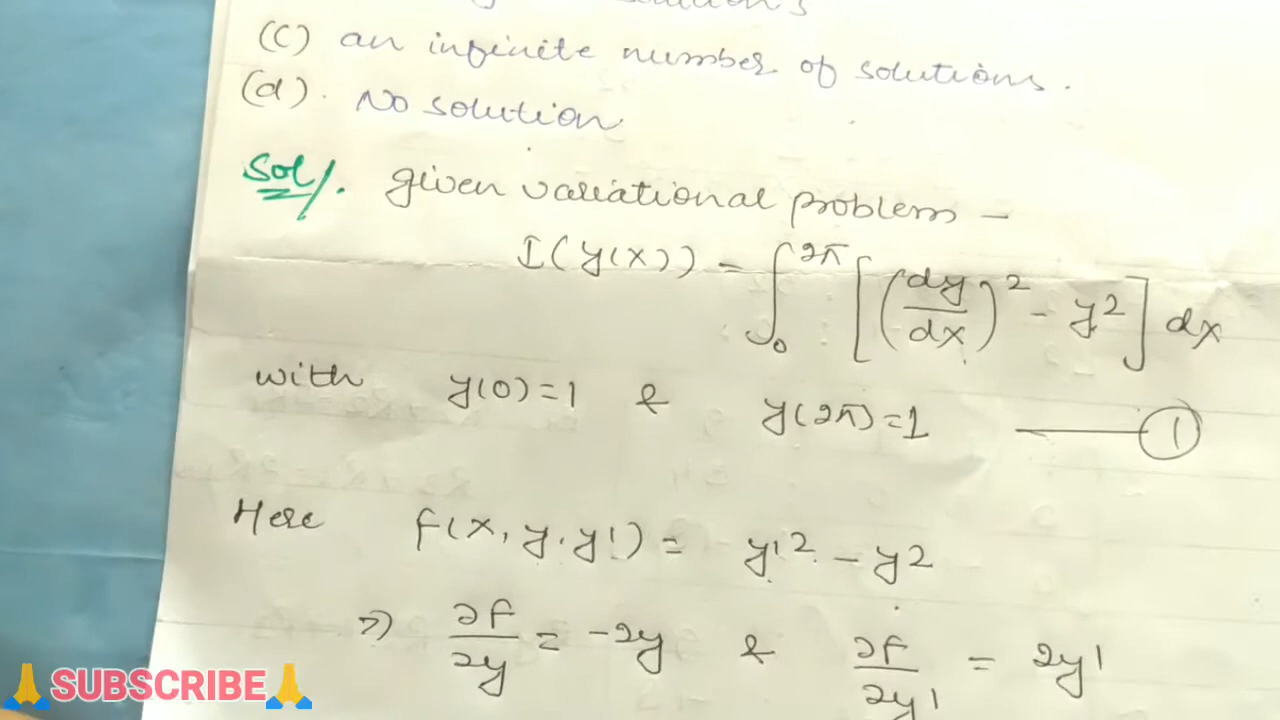 (c) an infinite number of solutions.
(d). No solution
Sol/. given variational problem -
I(y(x)) = ∫₀^2π [(dy/dx)² - y²] dx
with y(0)=1 & y(2π)=1 ——— ①
Here f(x, y. y') = y'² - y²
⇒ ∂f/∂y = -2y & ∂f/∂y' = 2y'
🙏SUBSCRIBE🙏